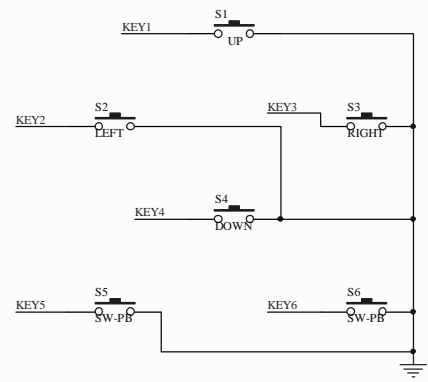 S1
KEY1
UP
S2
KEY2
LEFT
KEY3
S3
RIGHT
S4
KEY4
DOWN
S5
KEY5
SW-PB
S6
KEY6
SW-PB